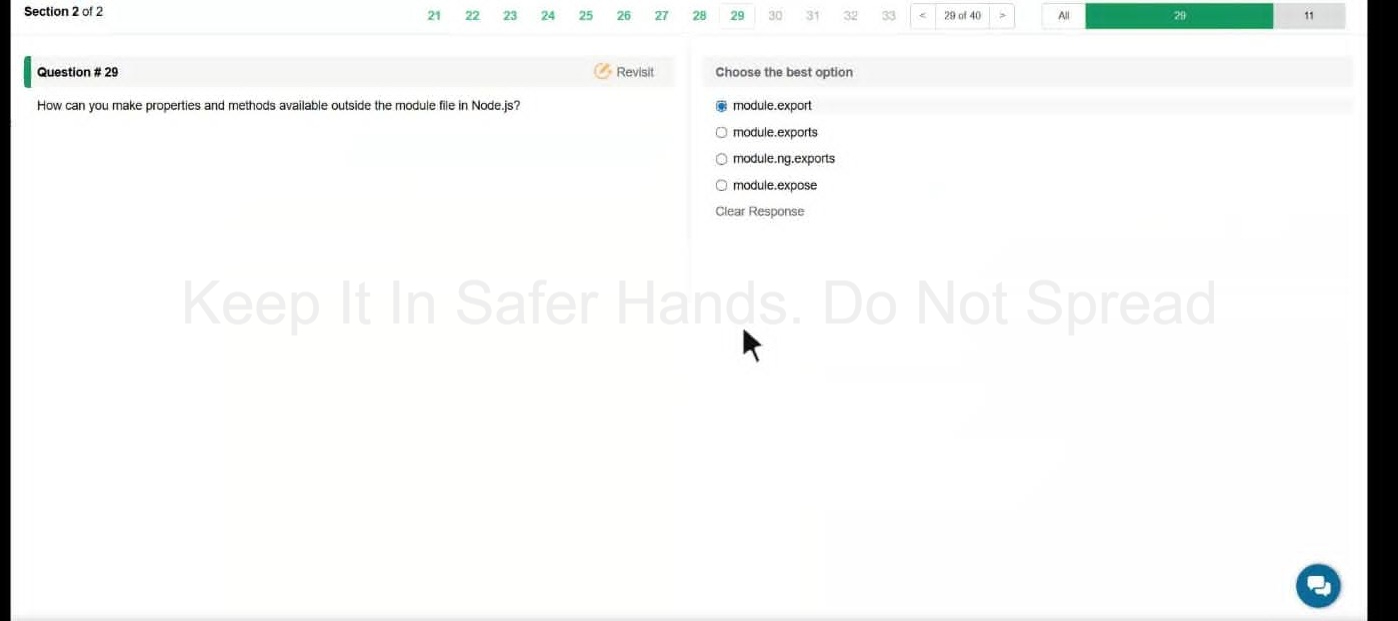 Section 2 of 2
21 22 23 24 25 26 27 28 29 30 31 32 33 < 29 of 40 > All 29 11
Question # 29 Revisit
How can you make properties and methods available outside the module file in Node.js?
Choose the best option
module.export
module.exports
module.ng.exports
module.expose
Clear Response
Keep It In Safer Hands. Do Not Spread